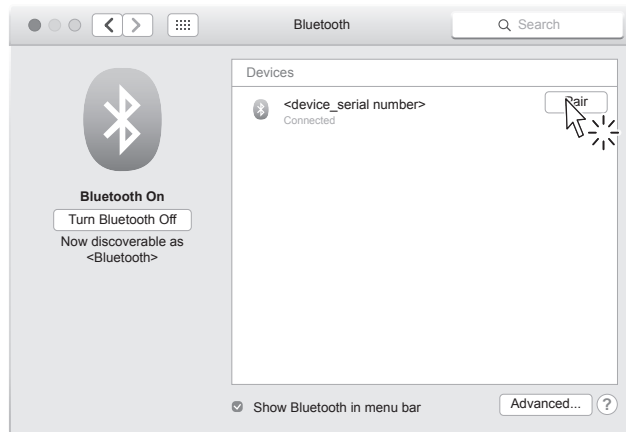 Bluetooth
Search
Bluetooth On
Turn Bluetooth Off
Now discoverable as
<Bluetooth>
Devices
<device_serial number>
Connected
Pair
Show Bluetooth in menu bar
Advanced...
?